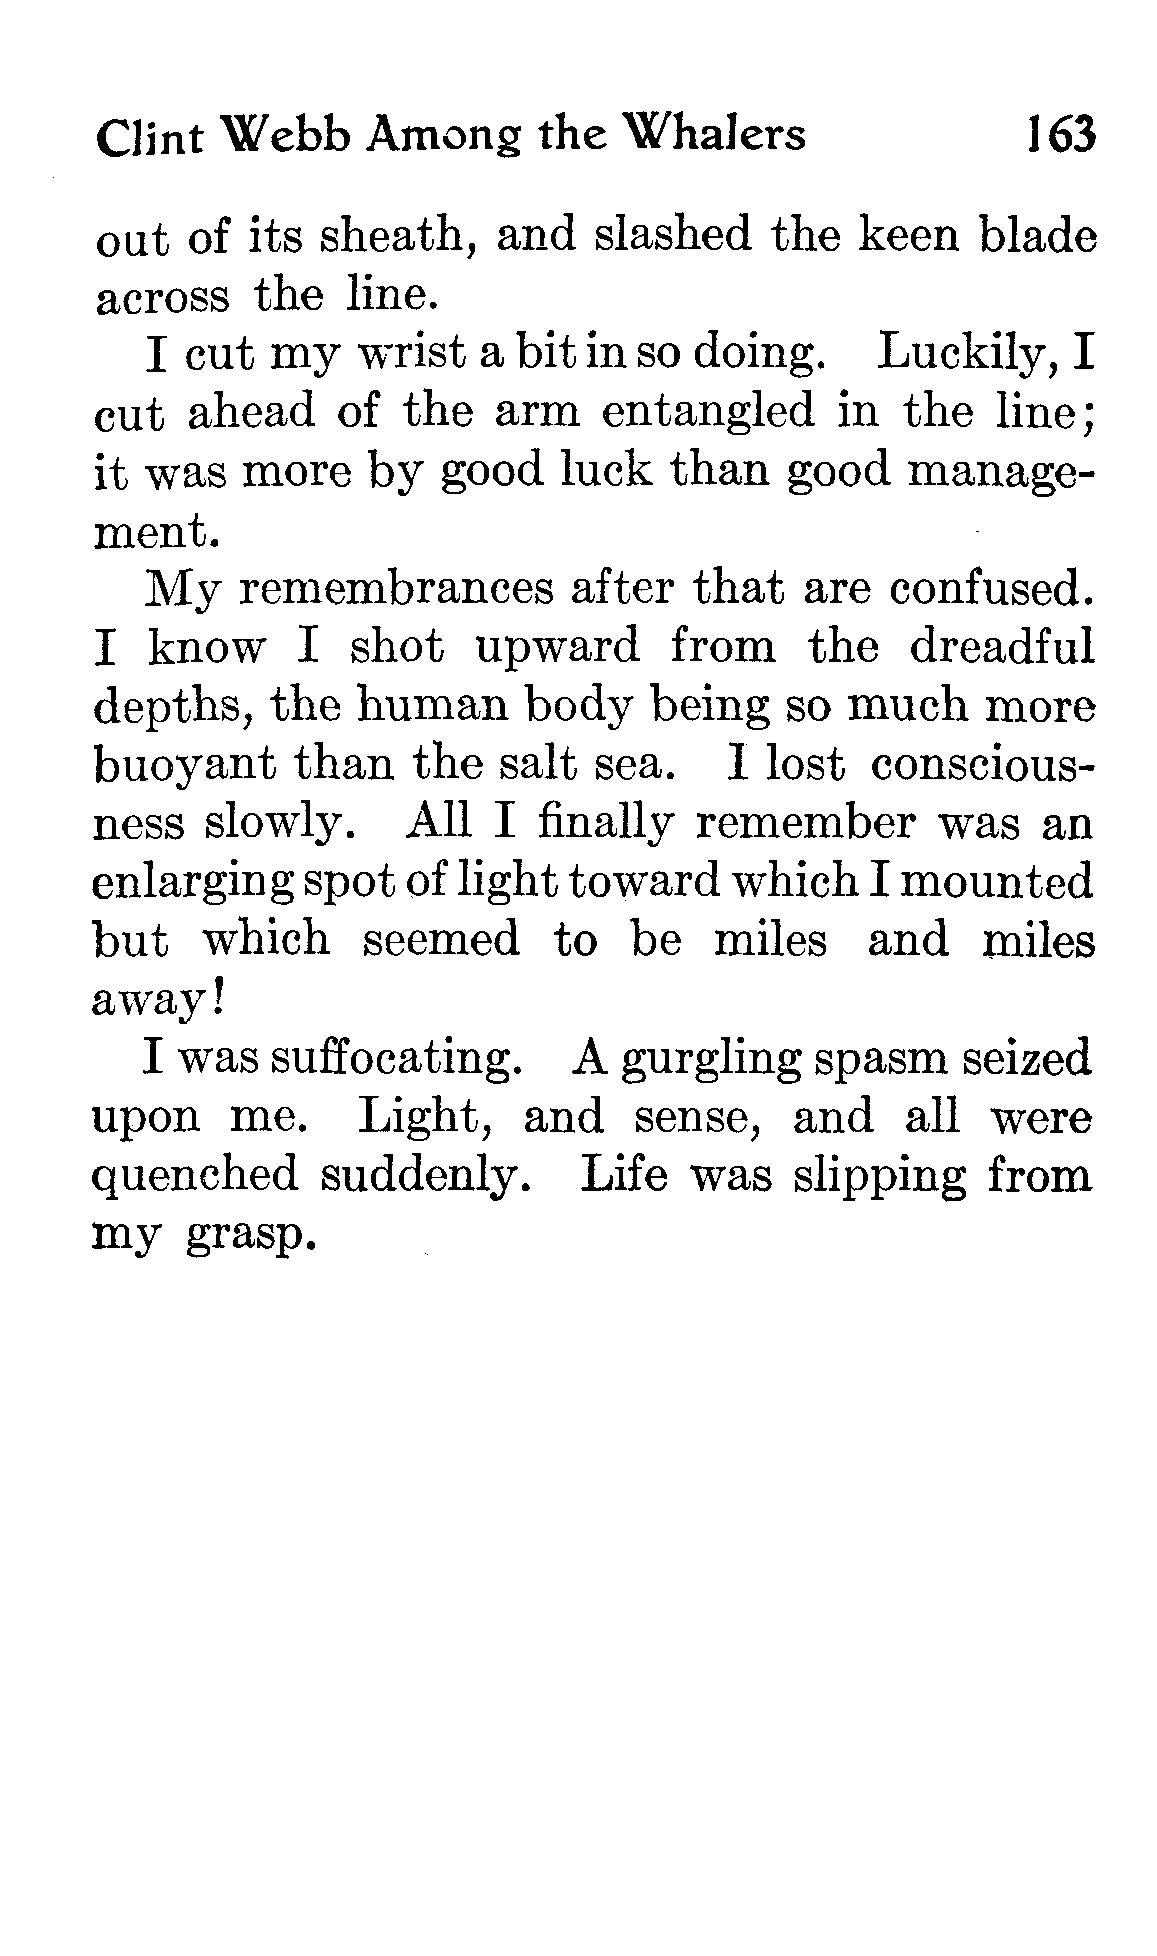 Clint Webb Among the Whalers 163
out of its sheath, and slashed the keen blade
across the line.
I cut my wrist a bit in so doing. Luckily, I
cut ahead of the arm entangled in the line;
it was more by good luck than good manage-
ment.
My remembrances after that are confused.
I know I shot upward from the dreadful
depths, the human body being so much more
buoyant than the salt sea. I lost conscious-
ness slowly. All I finally remember was an
enlarging spot of light toward which I mounted
but which seemed to be miles and miles
away!
I was suffocating. A gurgling spasm seized
upon me. Light, and sense, and all were
quenched suddenly. Life was slipping from
my grasp.